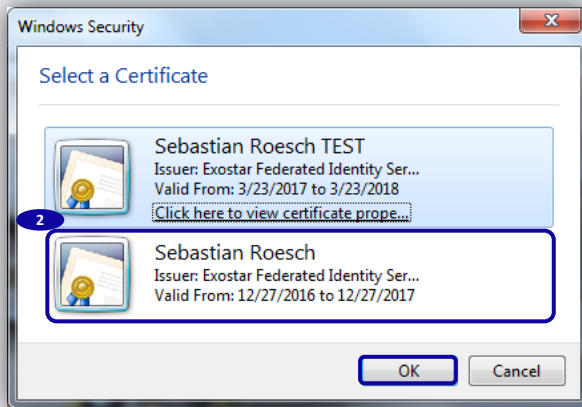 Windows Security
Select a Certificate
Sebastian Roesch TEST
Issuer: Exostar Federated Identity Ser...
Valid From: 3/23/2017 to 3/23/2018
Click here to view certificate prope...
2
Sebastian Roesch
Issuer: Exostar Federated Identity Ser...
Valid From: 12/27/2016 to 12/27/2017
OK Cancel